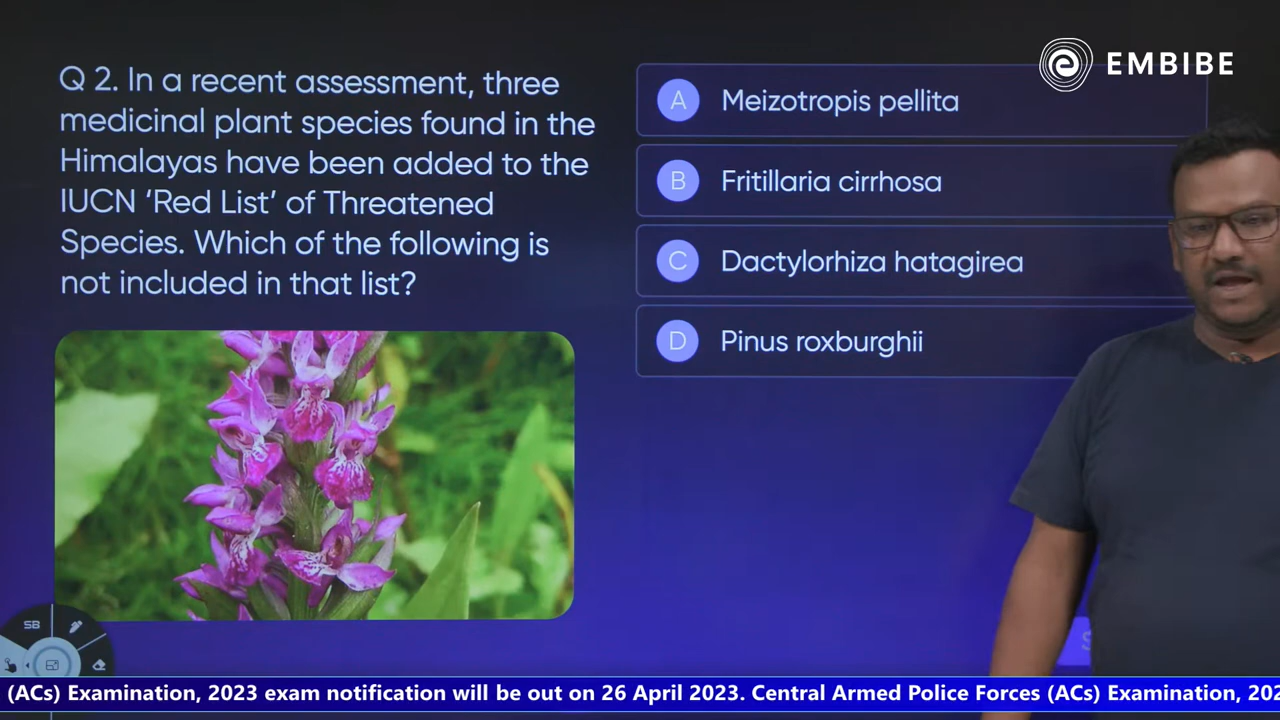 EMBIBE
Q 2. In a recent assessment, three
medicinal plant species found in the
Himalayas have been added to the
IUCN ‘Red List’ of Threatened
Species. Which of the following is
not included in that list?
A Meizotropis pellita
B Fritillaria cirrhosa
C Dactylorhiza hatagirea
D Pinus roxburghii
SB
(ACs) Examination, 2023 exam notification will be out on 26 April 2023. Central Armed Police Forces (ACs) Examination, 202